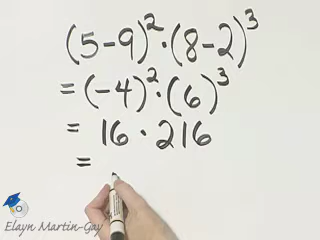 (5-9)²·(8-2)³
=(-4)²·(6)³
= 16·216
=
Elayn Martin-Gay